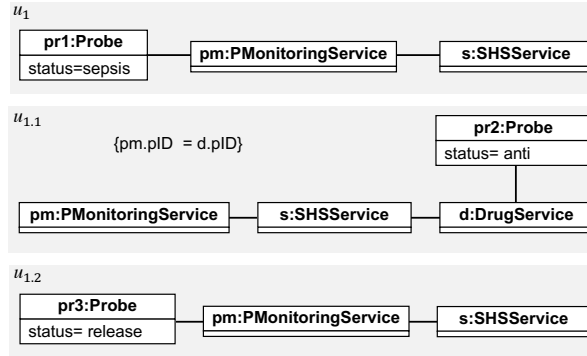 u1
pr1:Probe
status=sepsis
pm:PMonitoringService
s:SHSService
u1.1
{pm.pID = d.pID}
pr2:Probe
status= anti
pm:PMonitoringService
s:SHSService
d:DrugService
u1.2
pr3:Probe
status= release
pm:PMonitoringService
s:SHSService